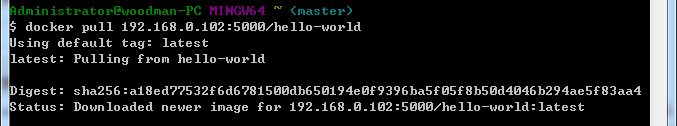 Administrator@woodman-PC MINGW64 ~ (master)
$ docker pull 192.168.0.102:5000/hello-world
Using default tag: latest
latest: Pulling from hello-world
Digest: sha256:a18ed77532f6d6781500db650194e0f9396ba5f05f8b50d4046b294ae5f83aa4
Status: Downloaded newer image for 192.168.0.102:5000/hello-world:latest